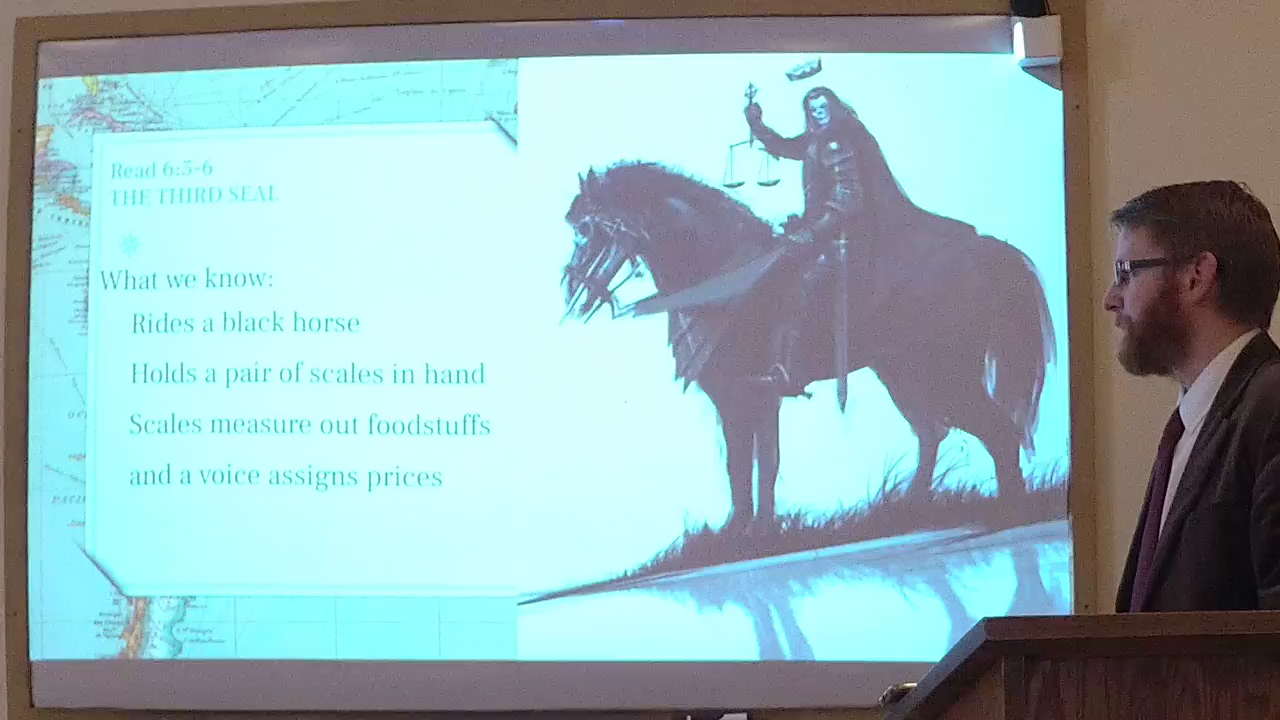 Read 6:5-6
THE THIRD SEAL
What we know:
Rides a black horse
Holds a pair of scales in hand
Scales measure out foodstuffs
and a voice assigns prices